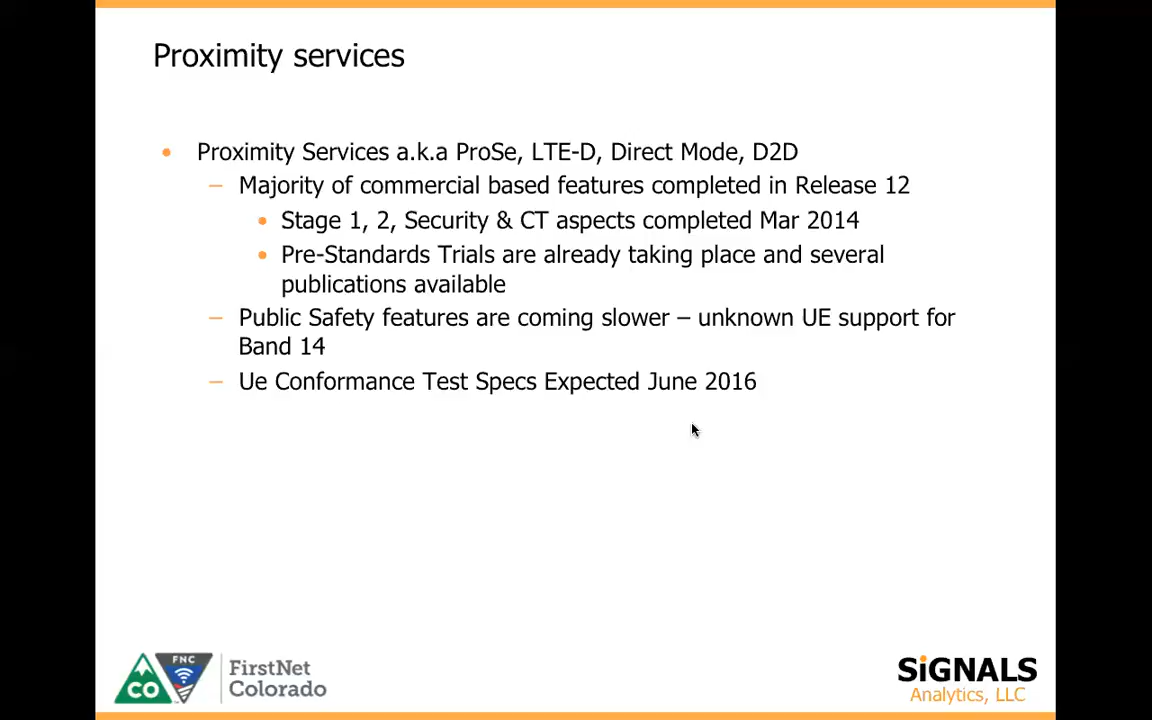 Proximity services
• Proximity Services a.k.a ProSe, LTE-D, Direct Mode, D2D
– Majority of commercial based features completed in Release 12
• Stage 1, 2, Security & CT aspects completed Mar 2014
• Pre-Standards Trials are already taking place and several
publications available
– Public Safety features are coming slower – unknown UE support for
Band 14
– Ue Conformance Test Specs Expected June 2016
FNC
CO
FirstNet
Colorado
SiGNALS
Analytics, LLC